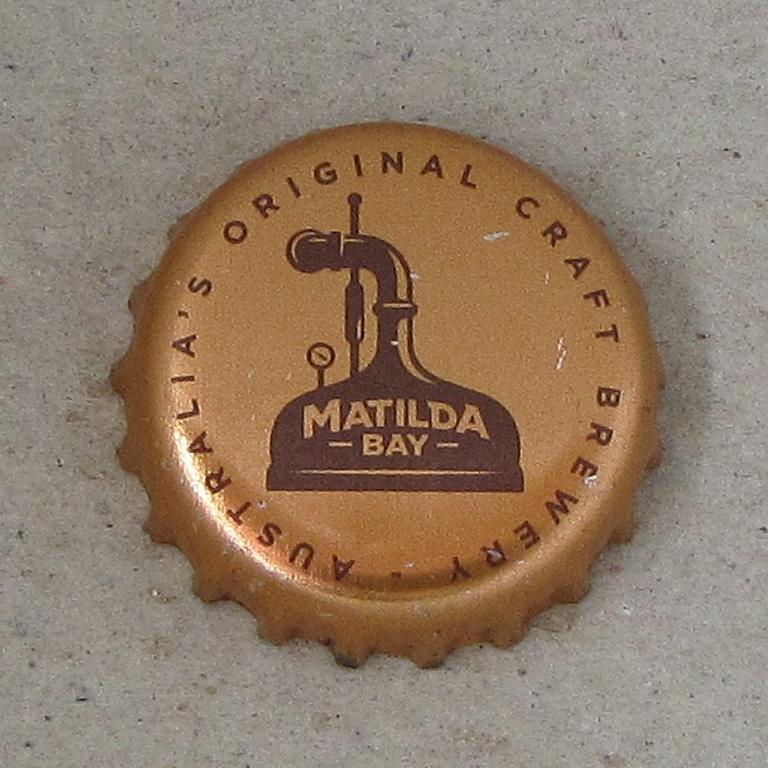 AUSTRALIA'S ORIGINAL CRAFT BREWERY .
MATILDA
– BAY –